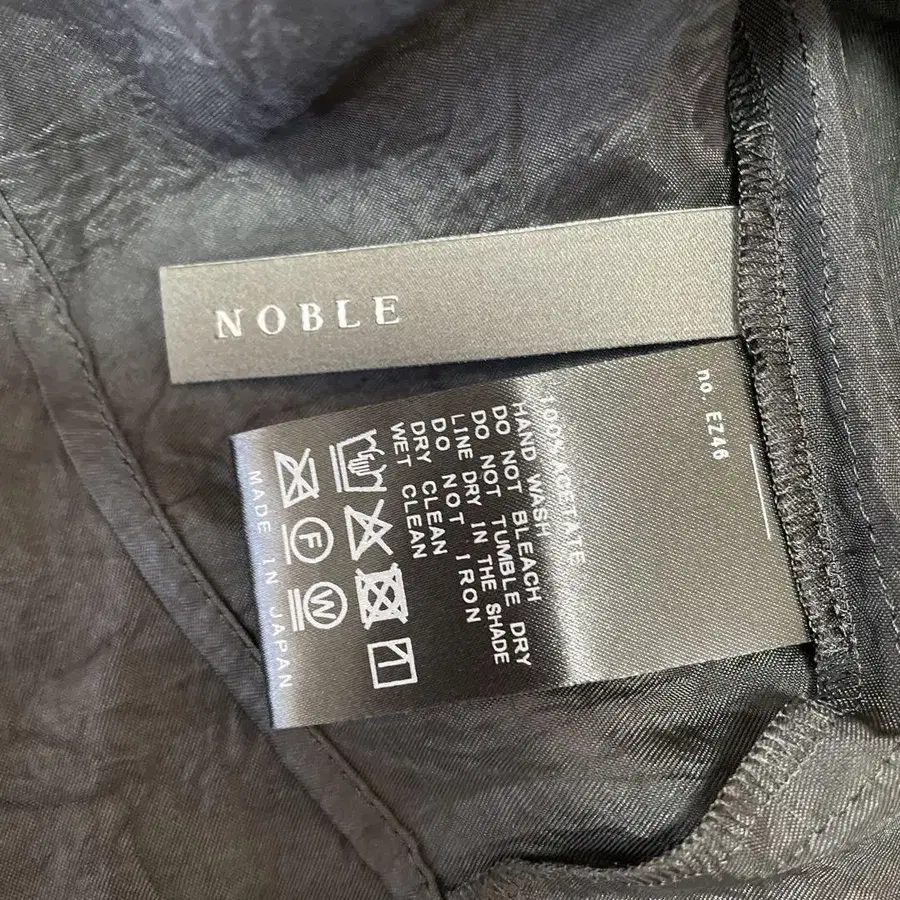 NOBLE
no. EZ46
100% ACETATE
HAND WASH
DO NOT BLEACH
DO NOT TUMBLE DRY
LINE DRY IN THE SHADE
DO NOT IRON
DRY CLEAN
WET CLEAN
F
W
MADE IN JAPAN